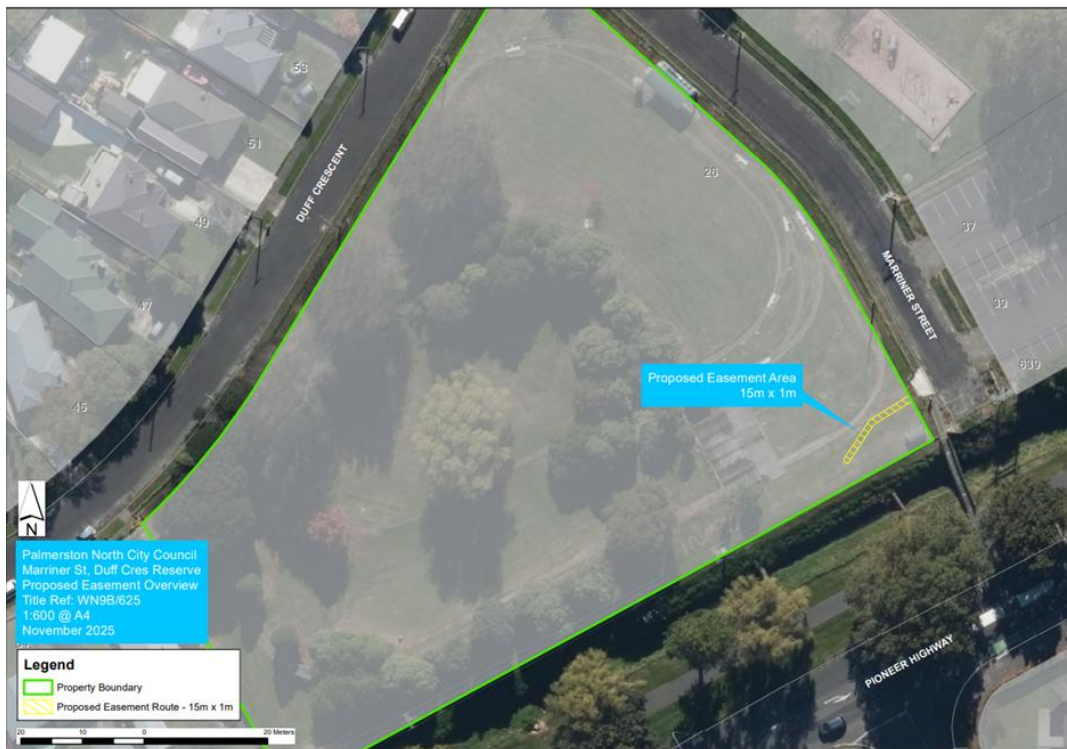 53
51
DUFF CRESCENT
49
47
45
26
37
MARRINER STREET
39
639
Proposed Easement Area
15m x 1m
N
Palmerston North City Council
Marriner St, Duff Cres Reserve
Proposed Easement Overview
Title Ref: WN9B/625
1:600 @ A4
November 2025
PIONEER HIGHWAY
Legend
Property Boundary
Proposed Easement Route - 15m x 1m
20 10 0 20 Meters